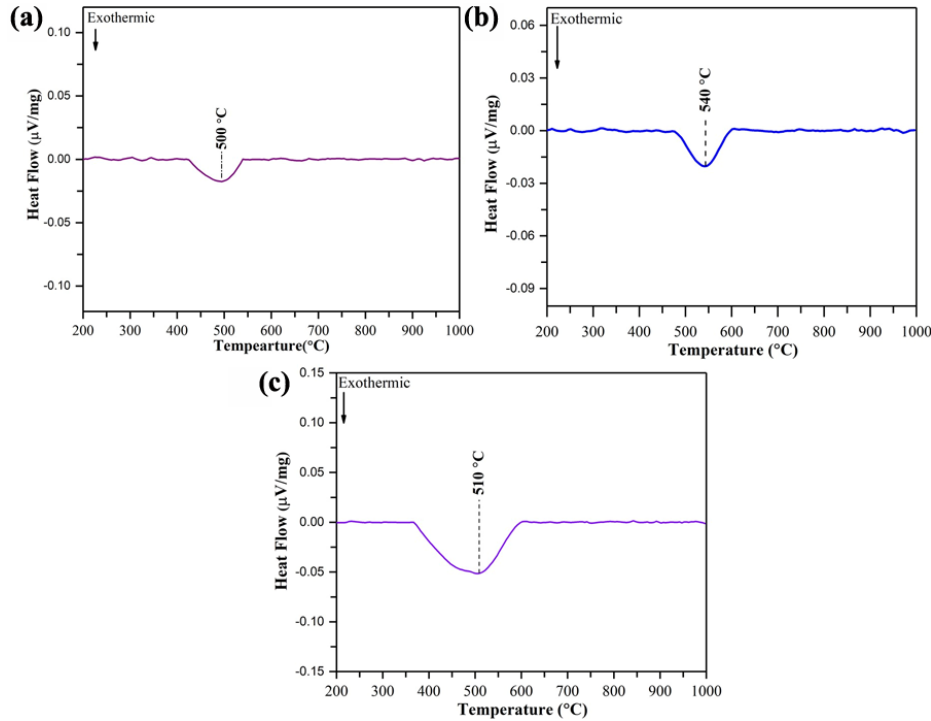 (a)
Exothermic
500 °C
0.10
0.05
0.00
-0.05
-0.10
Heat Flow (μV/mg)
200 300 400 500 600 700 800 900 1000
Tempearture(°C)
(b)
Exothermic
540 °C
0.06
0.03
0.00
-0.03
-0.06
-0.09
Heat Flow (μV/mg)
200 300 400 500 600 700 800 900 1000
Temperature (°C)
(c)
Exothermic
510 °C
0.15
0.10
0.05
0.00
-0.05
-0.10
-0.15
Heat Flow (μV/mg)
200 300 400 500 600 700 800 900 1000
Temperature (°C)